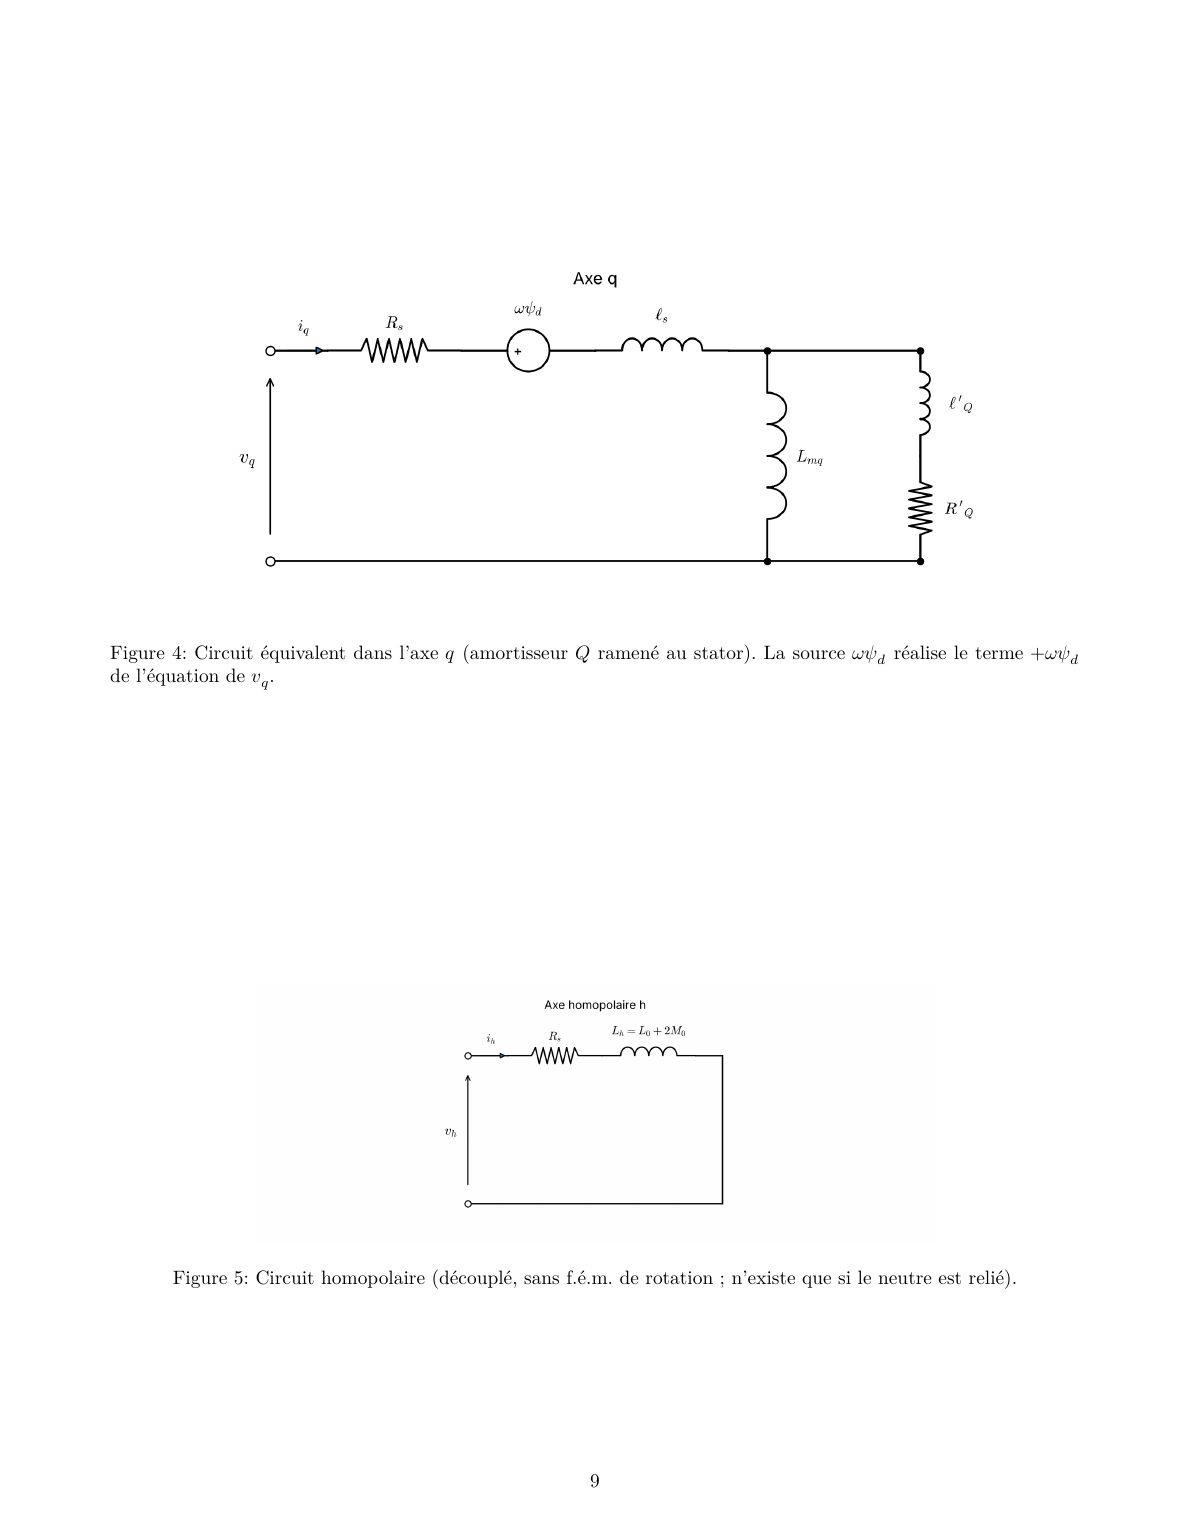 Axe q
ωψ_d
i_q
R_s
ℓ_s
+
ℓ'_Q
v_q
L_mq
R'_Q
Figure 4: Circuit équivalent dans l'axe q (amortisseur Q ramené au stator). La source ωψ_d réalise le terme +ωψ_d
de l'équation de v_q.
Axe homopolaire h
i_h
R_s
L_h = L_0 + 2M_0
v_h
Figure 5: Circuit homopolaire (découplé, sans f.é.m. de rotation ; n'existe que si le neutre est relié).
9